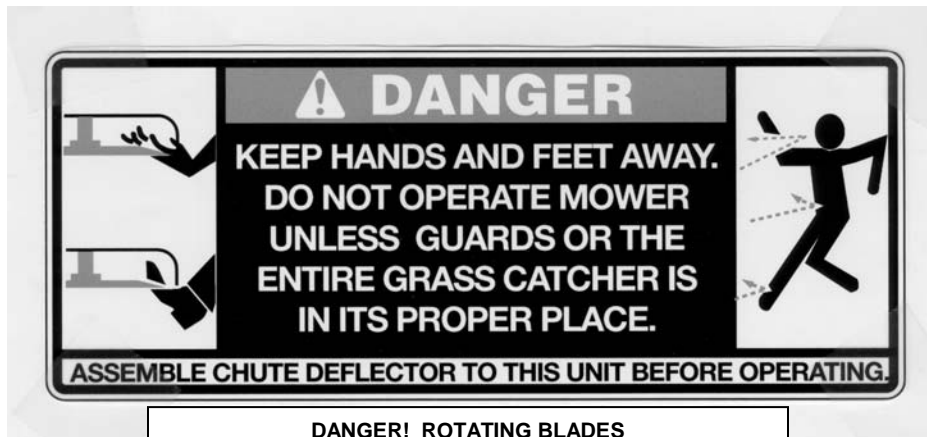 DANGER
KEEP HANDS AND FEET AWAY.
DO NOT OPERATE MOWER
UNLESS GUARDS OR THE
ENTIRE GRASS CATCHER IS
IN ITS PROPER PLACE.
ASSEMBLE CHUTE DEFLECTOR TO THIS UNIT BEFORE OPERATING.
DANGER! ROTATING BLADES